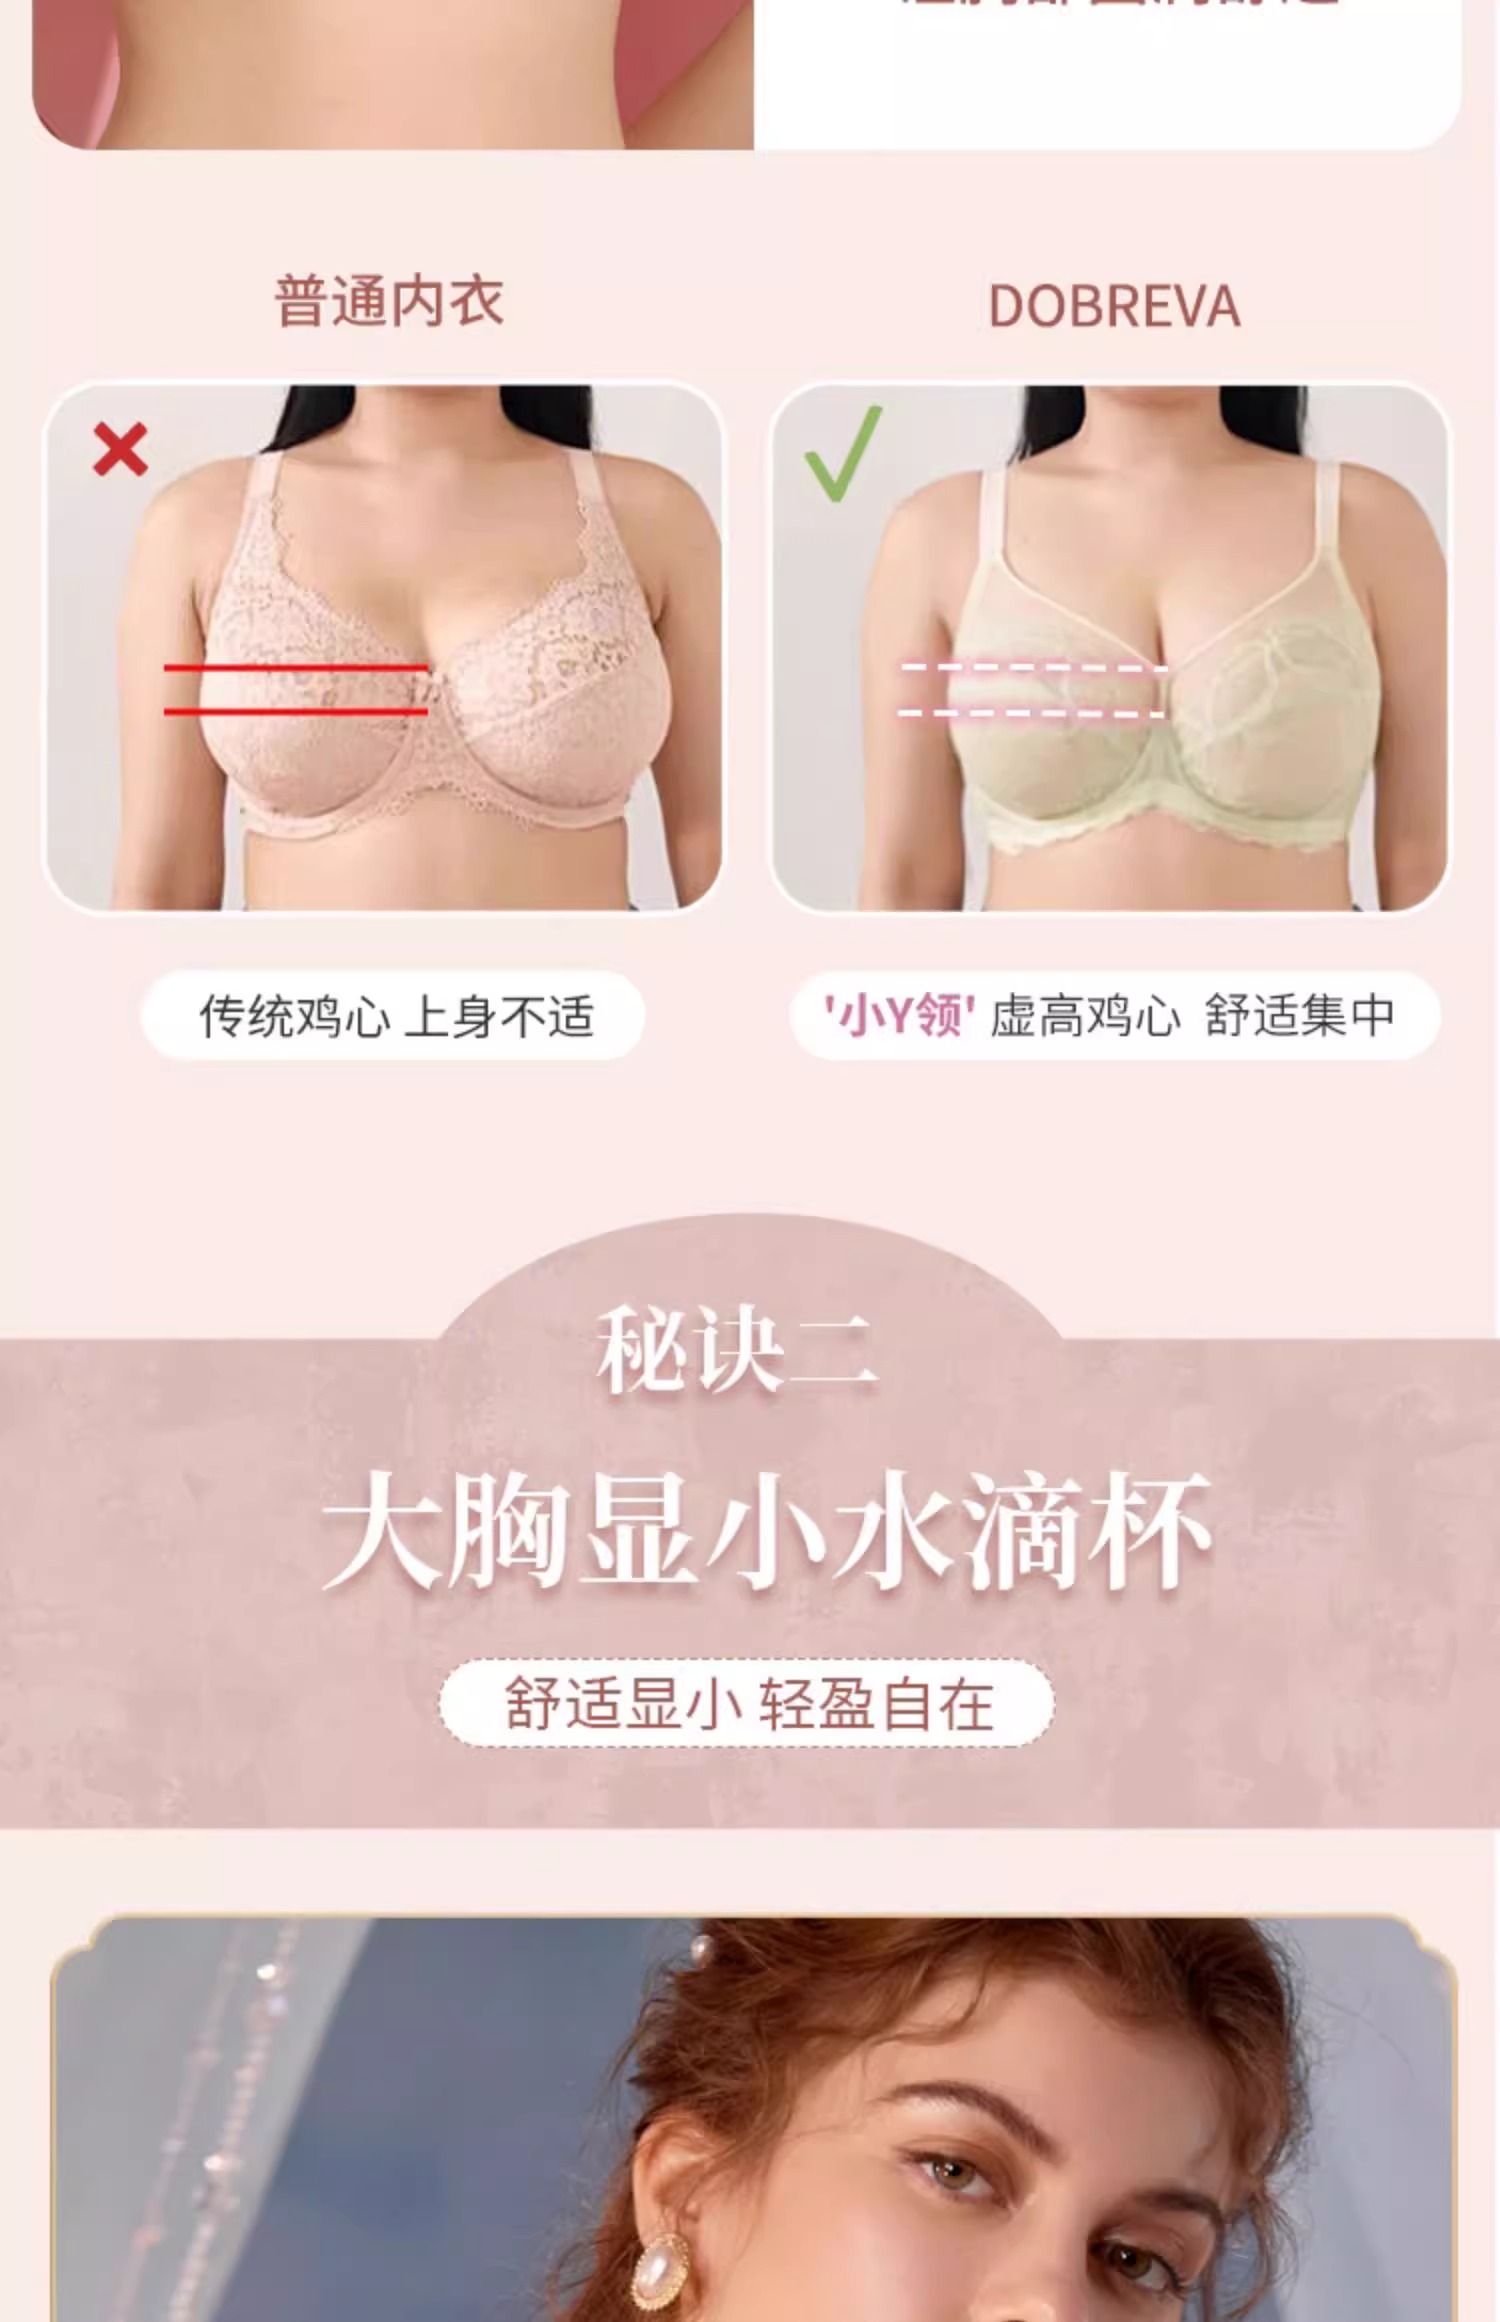 普通内衣
DOBREVA
传统鸡心 上身不适
'小Y领' 虚高鸡心 舒适集中
秘诀二
大胸显小水滴杯
舒适显小 轻盈自在